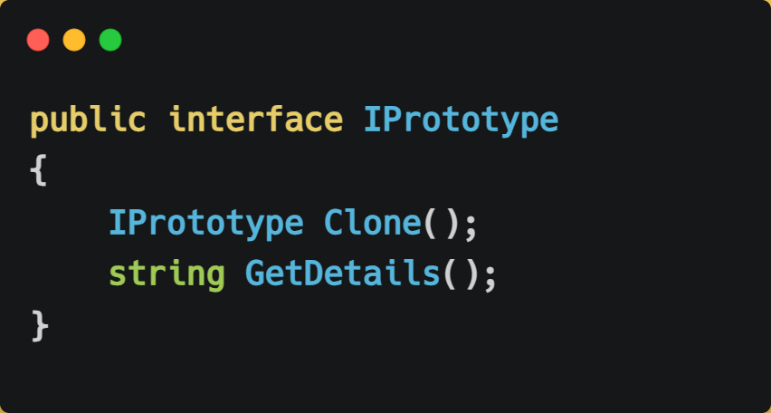 public interface IPrototype
{
    IPrototype Clone();
    string GetDetails();
}